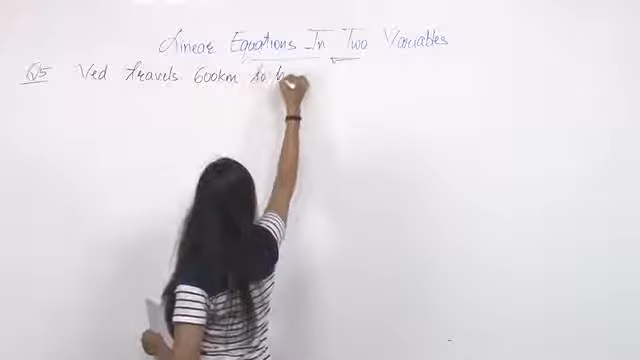 Linear Equations In Two Variables
Q5 Ved travels 600km to h